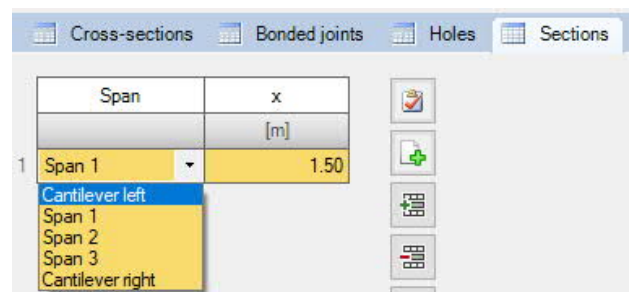 Cross-sections Bonded joints Holes Sections
Span x
[m]
1 Span 1 1.50
Cantilever left
Span 1
Span 2
Span 3
Cantilever right